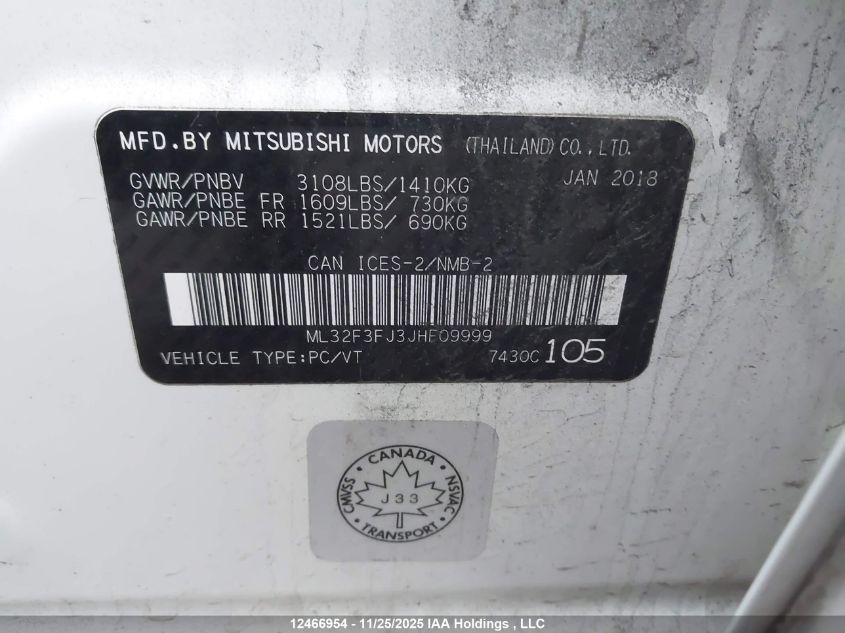 MFD.BY MITSUBISHI MOTORS (THAILAND) CO., LTD.
GVWR/PNBV 3108LBS/1410KG JAN 2018
GAWR/PNBE FR 1609LBS/ 730KG
GAWR/PNBE RR 1521LBS/ 690KG
CAN ICES-2/NMB-2
ML32F3FJ3JHF09999
VEHICLE TYPE:PC/VT 7430C 105
CANADA
CMVSS J33 NSVAC
TRANSPORT
12466954 - 11/25/2025 IAA Holdings , LLC